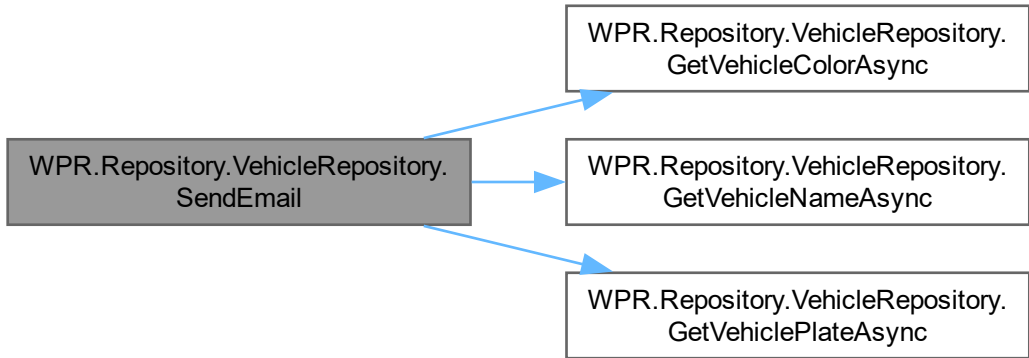 WPR.Repository.VehicleRepository.
GetVehicleColorAsync
WPR.Repository.VehicleRepository.
SendEmail
WPR.Repository.VehicleRepository.
GetVehicleNameAsync
WPR.Repository.VehicleRepository.
GetVehiclePlateAsync